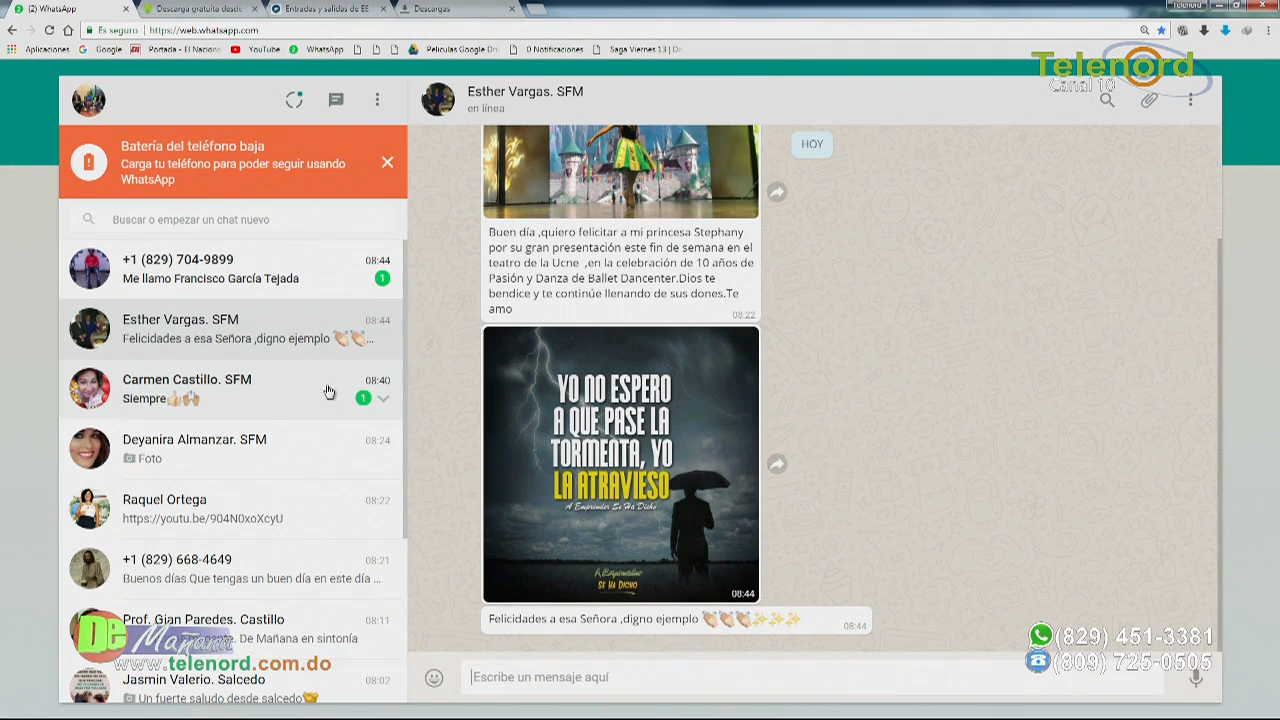 (2) WhatsApp
Descarga gratuita desde
Entradas y salidas de EE
Descargas
Telenord
Es seguro
https://web.whatsapp.com
Aplicaciones
Google
Portada - El Nacion
YouTube
WhatsApp
Peliculas Google Dri
0 Notificaciones
Saga Viernes 13 | De
Telenord
Canal 10
Batería del teléfono baja
Carga tu teléfono para poder seguir usando
WhatsApp
Buscar o empezar un chat nuevo
+1 (829) 704-9899
08:44
Me llamo Francisco García Tejada
1
Esther Vargas. SFM
08:44
Felicidades a esa Señora ,digno ejemplo 👏🏻👏🏻...
Carmen Castillo. SFM
08:40
Siempre👍🏻🙌🏻
1
Deyanira Almanzar. SFM
08:24
Foto
Raquel Ortega
08:22
https://youtu.be/904N0xoXcyU
+1 (829) 668-4649
08:21
Buenos días Que tengas un buen día en este día ...
Prof. Gian Paredes. Castillo
08:11
De Mañana en sintonía
Jasmin Valerio. Salcedo
8:02
Un fuerte saludo desde salcedo🤝
De Mañana
www.telenord.com.do
Esther Vargas. SFM
en línea
HOY
Buen día ,quiero felicitar a mi princesa Stephany
por su gran presentación este fin de semana en el
teatro de la Ucne ,en la celebración de 10 años de
Pasión y Danza de Ballet Dancenter.Dios te
bendice y te continúe llenando de sus dones.Te
amo
08:22
YO NO ESPERO
A QUE PASE LA
TORMENTA, YO
LA ATRAVIESO
A Emprender Se Ha Dicho
A Emprender
SE HA DICHO
08:44
Felicidades a esa Señora ,digno ejemplo 👏🏻👏🏻👏🏻✨✨✨
08:44
Escribe un mensaje aquí
(829) 451-3381
(809) 725-0505